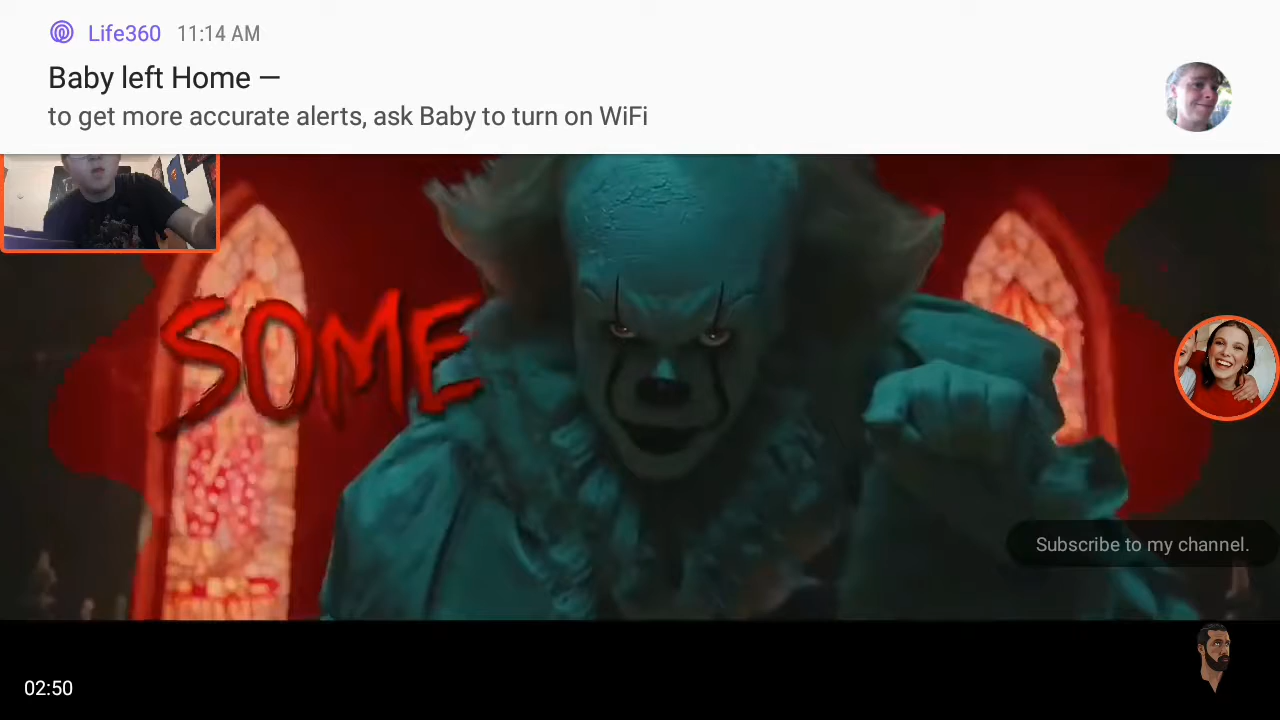 Life360 11:14 AM
Baby left Home —
to get more accurate alerts, ask Baby to turn on WiFi
SOME
Subscribe to my channel.
02:50